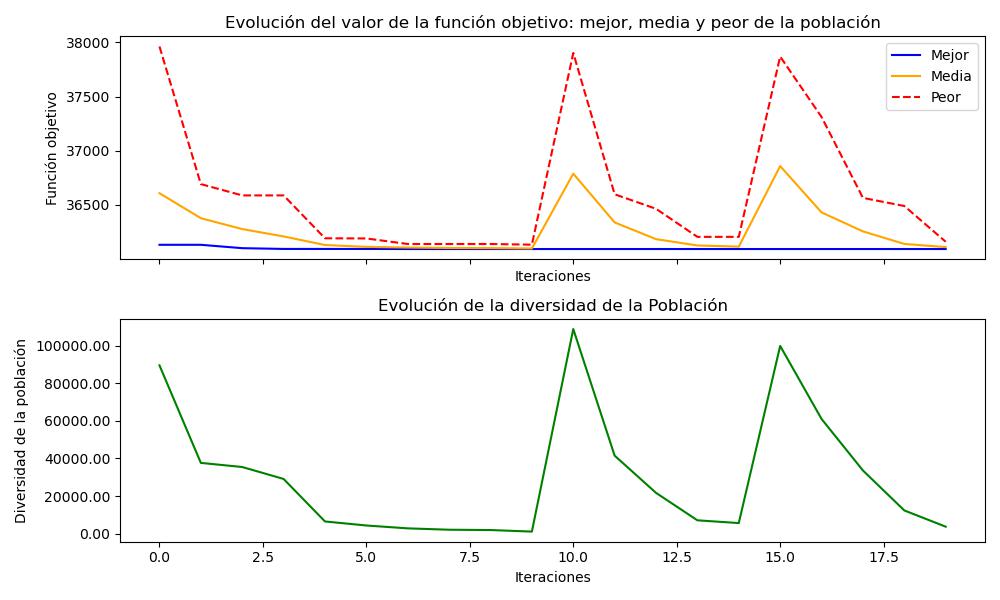 Evolución del valor de la función objetivo: mejor, media y peor de la población
38000
37500
37000
36500
Función objetivo
Mejor
Media
Peor
Iteraciones
Evolución de la diversidad de la Población
100000.00
80000.00
60000.00
40000.00
20000.00
0.00
Diversidad de la población
0.0 2.5 5.0 7.5 10.0 12.5 15.0 17.5
Iteraciones